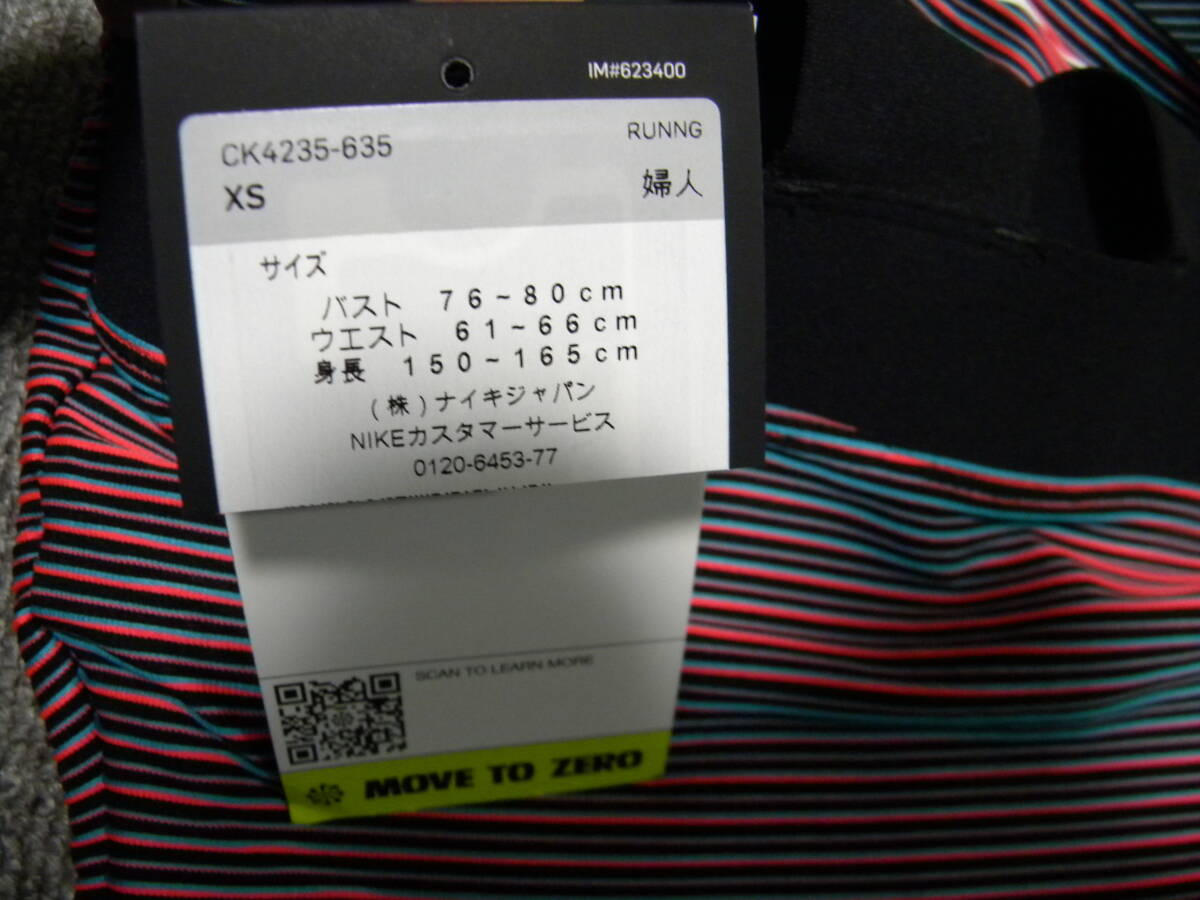 IM#623400
CK4235-635
RUNNG
XS
婦人
サイズ
バスト ７６~８０ｃｍ
ウエスト ６１~６６ｃｍ
身長 １５０~１６５ｃｍ
(株)ナイキジャパン
NIKEカスタマーサービス
0120-6453-77
SCAN TO LEARN MORE
MOVE TO ZERO